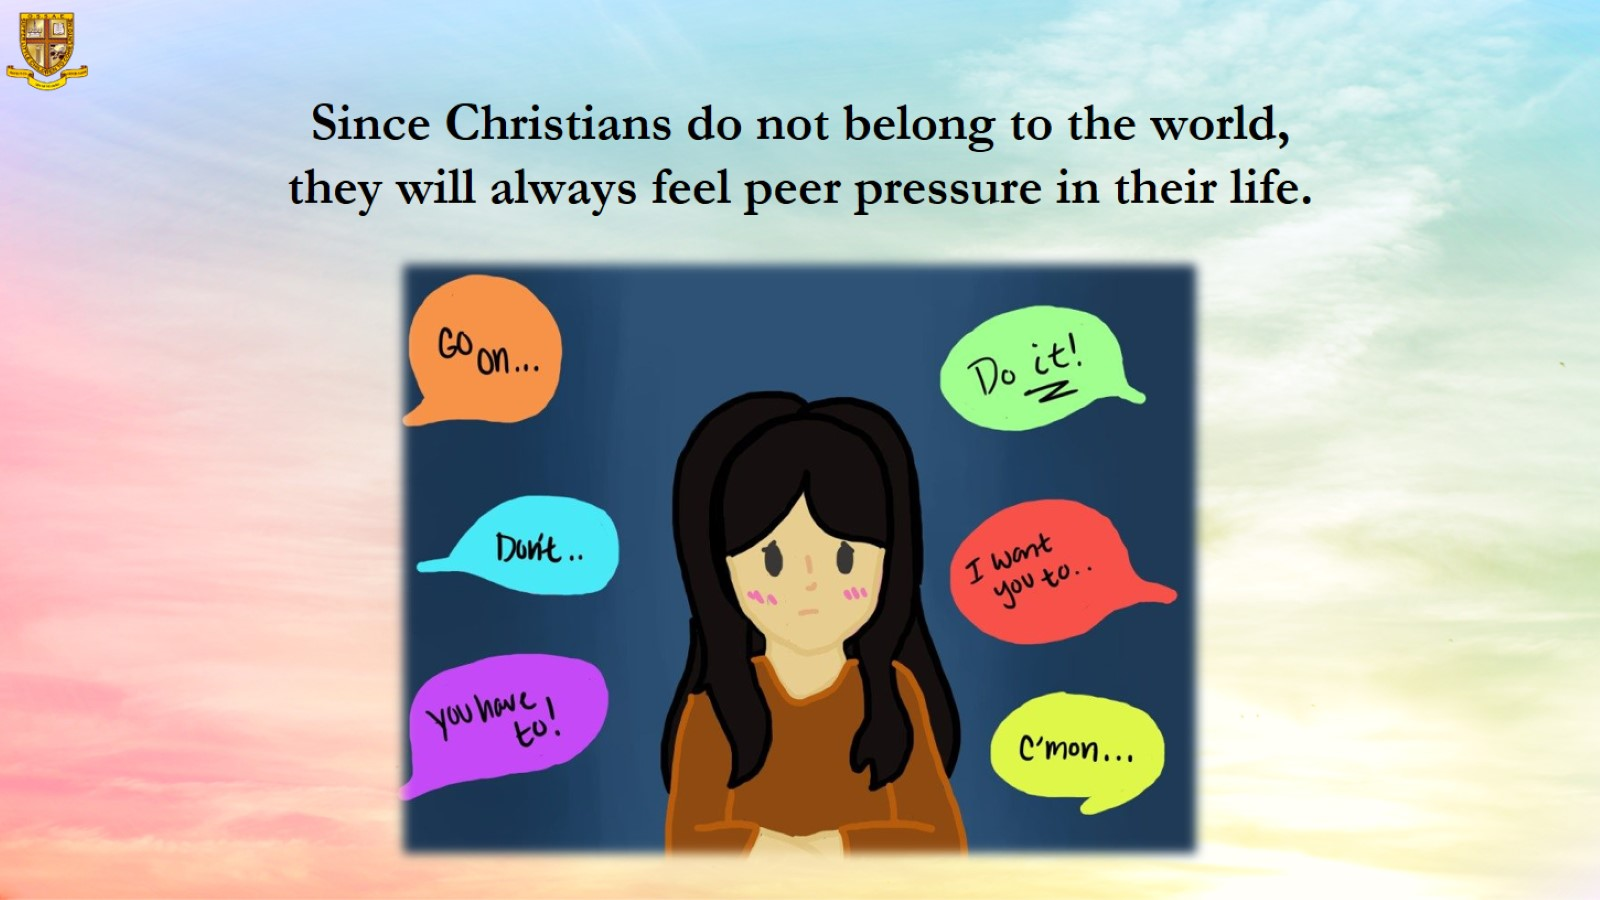 Since Christians do not belong to the world,
they will always feel peer pressure in their life.
Go on...
Do it!
Don't..
I want
you to..
you have
to!
C'mon...